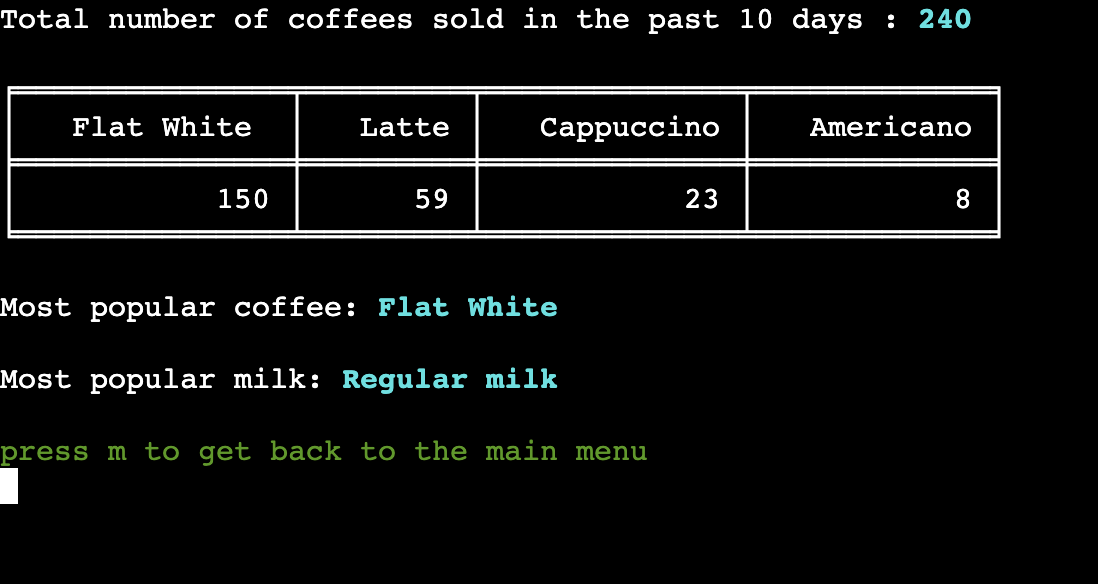 Total number of coffees sold in the past 10 days : 240
Flat White Latte Cappuccino Americano
150 59 23 8
Most popular coffee: Flat White
Most popular milk: Regular milk
press m to get back to the main menu